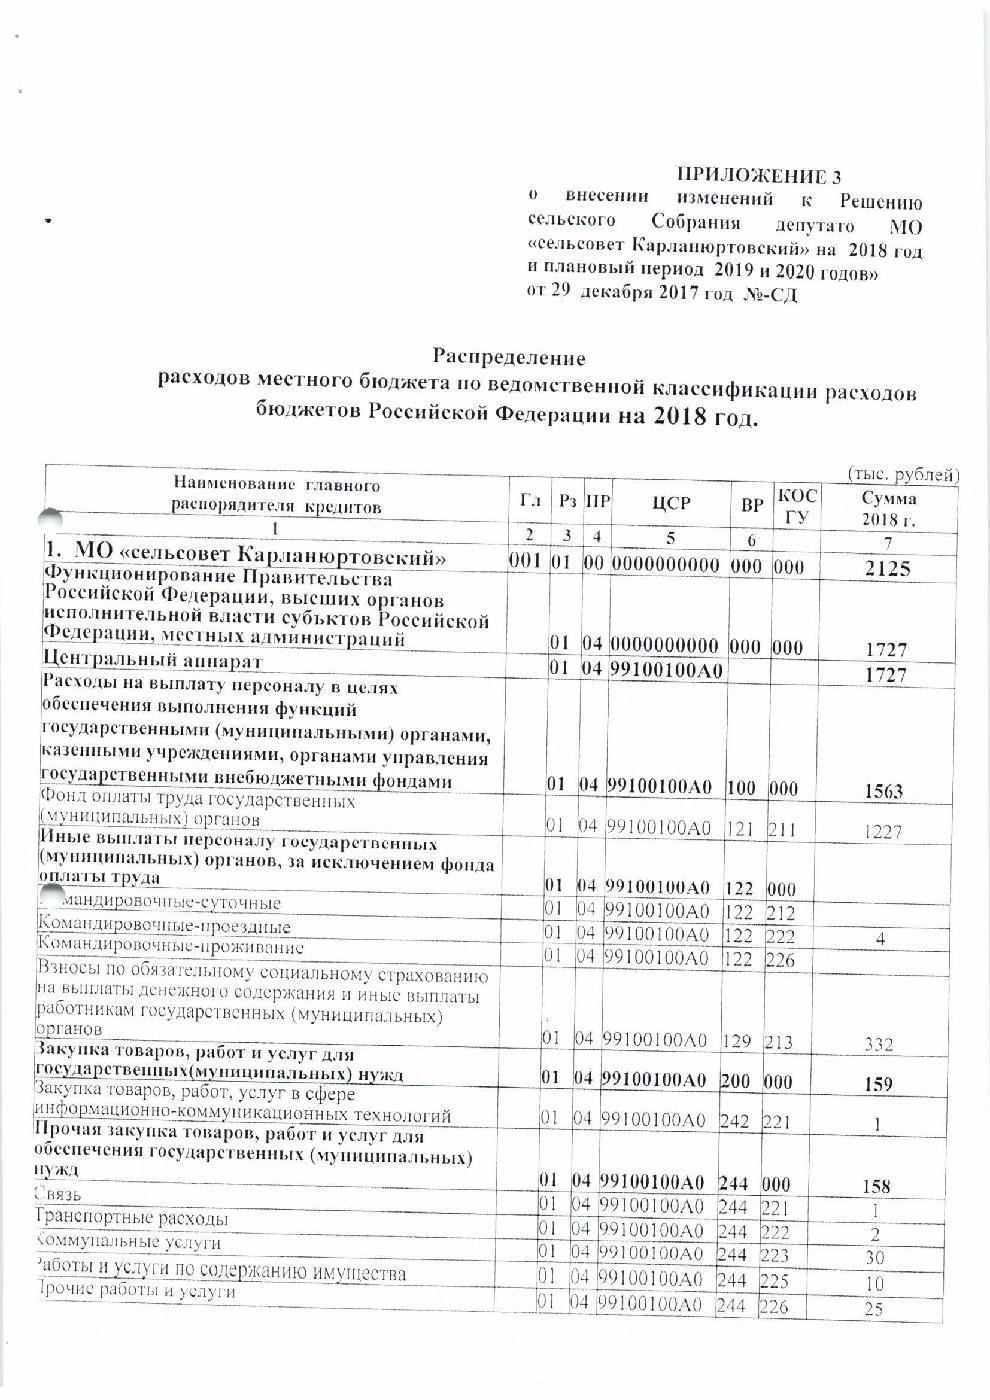 ПРИЛОЖЕНИЕ 3
о внесении изменений к Решению
сельского Собрания депутато МО
«сельсовет Карланюртовский» на 2018 год
и плановый период 2019 и 2020 годов»
от 29 декабря 2017 год №-СД
Распределение
расходов местного бюджета по ведомственной классификации расходов
бюджетов Российской Федерации на 2018 год.
(тыс. рублей)
Наименование главного
распорядителя кредитов
Гл Рз ПР ЦСР ВР КОС
ГУ
Сумма
2018 г.
1 2 3 4 5 6 7
1. МО «сельсовет Карланюртовский» 001 01 00 0000000000 000 000 2125
Функционирование Правительства
Российской Федерации, высших органов
исполнительной власти субъктов Российской
Федерации, местных администраций 01 04 0000000000 000 000 1727
Центральный аппарат 01 04 99100100А0 1727
Расходы на выплату персоналу в целях
обеспечения выполнения функций
государственными (муниципальными) органами,
казенными учреждениями, органами управления
государственными внебюджетными фондами 01 04 99100100А0 100 000 1563
Фонд оплаты труда государственных
(муниципальных) органов 01 04 99100100А0 121 211 1227
Иные выплаты персоналу государственных
(муниципальных) органов, за исключением фонда
оплаты труда 01 04 99100100А0 122 000
мандировочные-суточные 01 04 99100100А0 122 212
Командировочные-проездные 01 04 99100100А0 122 222 4
Командировочные-проживание 01 04 99100100А0 122 226
Взносы по обязательному социальному страхованию
на выплаты денежного содержания и иные выплаты
работникам государственных (муниципальных)
органов 01 04 99100100А0 129 213 332
Закупка товаров, работ и услуг для
государственных(муниципальных) нужд 01 04 99100100А0 200 000 159
Закупка товаров, работ, услуг в сфере
информационно-коммуникационных технологий 01 04 99100100А0 242 221 1
Прочая закупка товаров, работ и услуг для
обеспечения государственных (муниципальных)
нужд 01 04 99100100А0 244 000 158
Связь 01 04 99100100А0 244 221 1
Транспортные расходы 01 04 99100100А0 244 222 2
Коммунальные услуги 01 04 99100100А0 244 223 30
Работы и услуги по содержанию имущества 01 04 99100100А0 244 225 10
Прочие работы и услуги 01 04 99100100А0 244 226 25